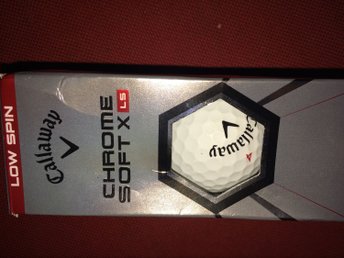 LOW SPIN
Callaway
CHROME
SOFT X LS
Callaway